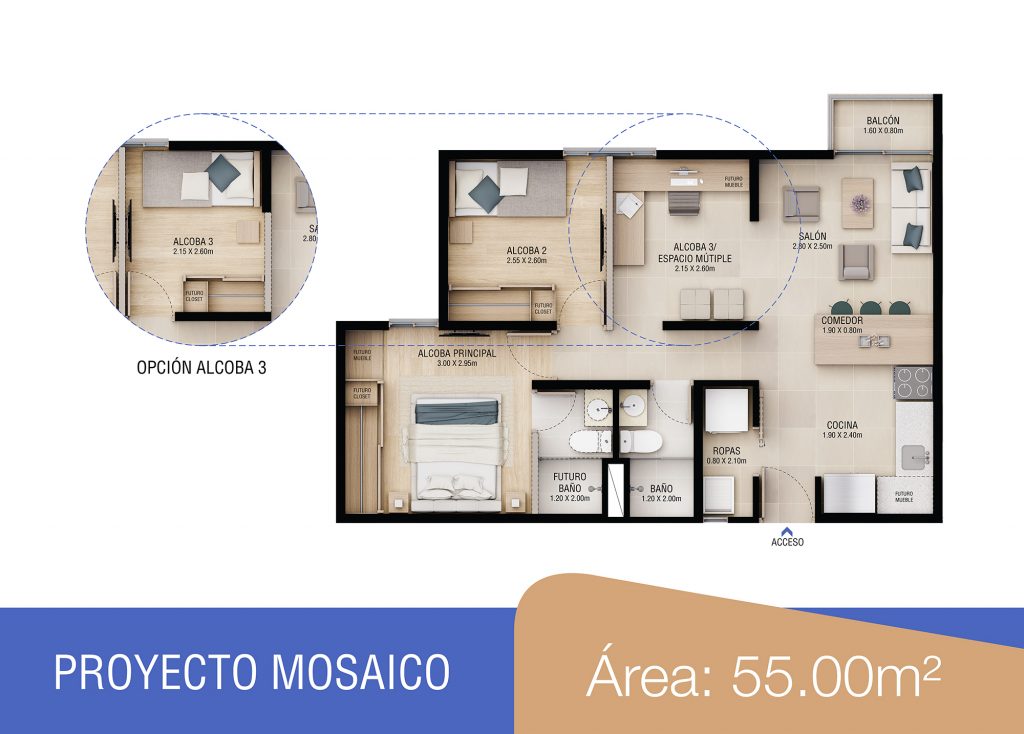 BALCÓN
1.60 X 0.80m
FUTURO
MUEBLE
ALCOBA 3
2.15 X 2.60m
SA
2.80
FUTURO
CLOSET
OPCIÓN ALCOBA 3
ALCOBA 2
2.55 X 2.60m
FUTURO
CLOSET
ALCOBA 3/
ESPACIO MÚTIPLE
2.15 X 2.60m
SALÓN
2.80 X 2.50m
COMEDOR
1.90 X 0.80m
ALCOBA PRINCIPAL
3.00 X 2.95m
FUTURO
MUEBLE
FUTURO
CLOSET
COCINA
1.90 X 2.40m
ROPAS
0.80 X 2.10m
FUTURO
BAÑO
1.20 X 2.00m
BAÑO
1.20 X 2.00m
FUTURO
MUEBLE
ACCESO
PROYECTO MOSAICO
Área: 55.00m²